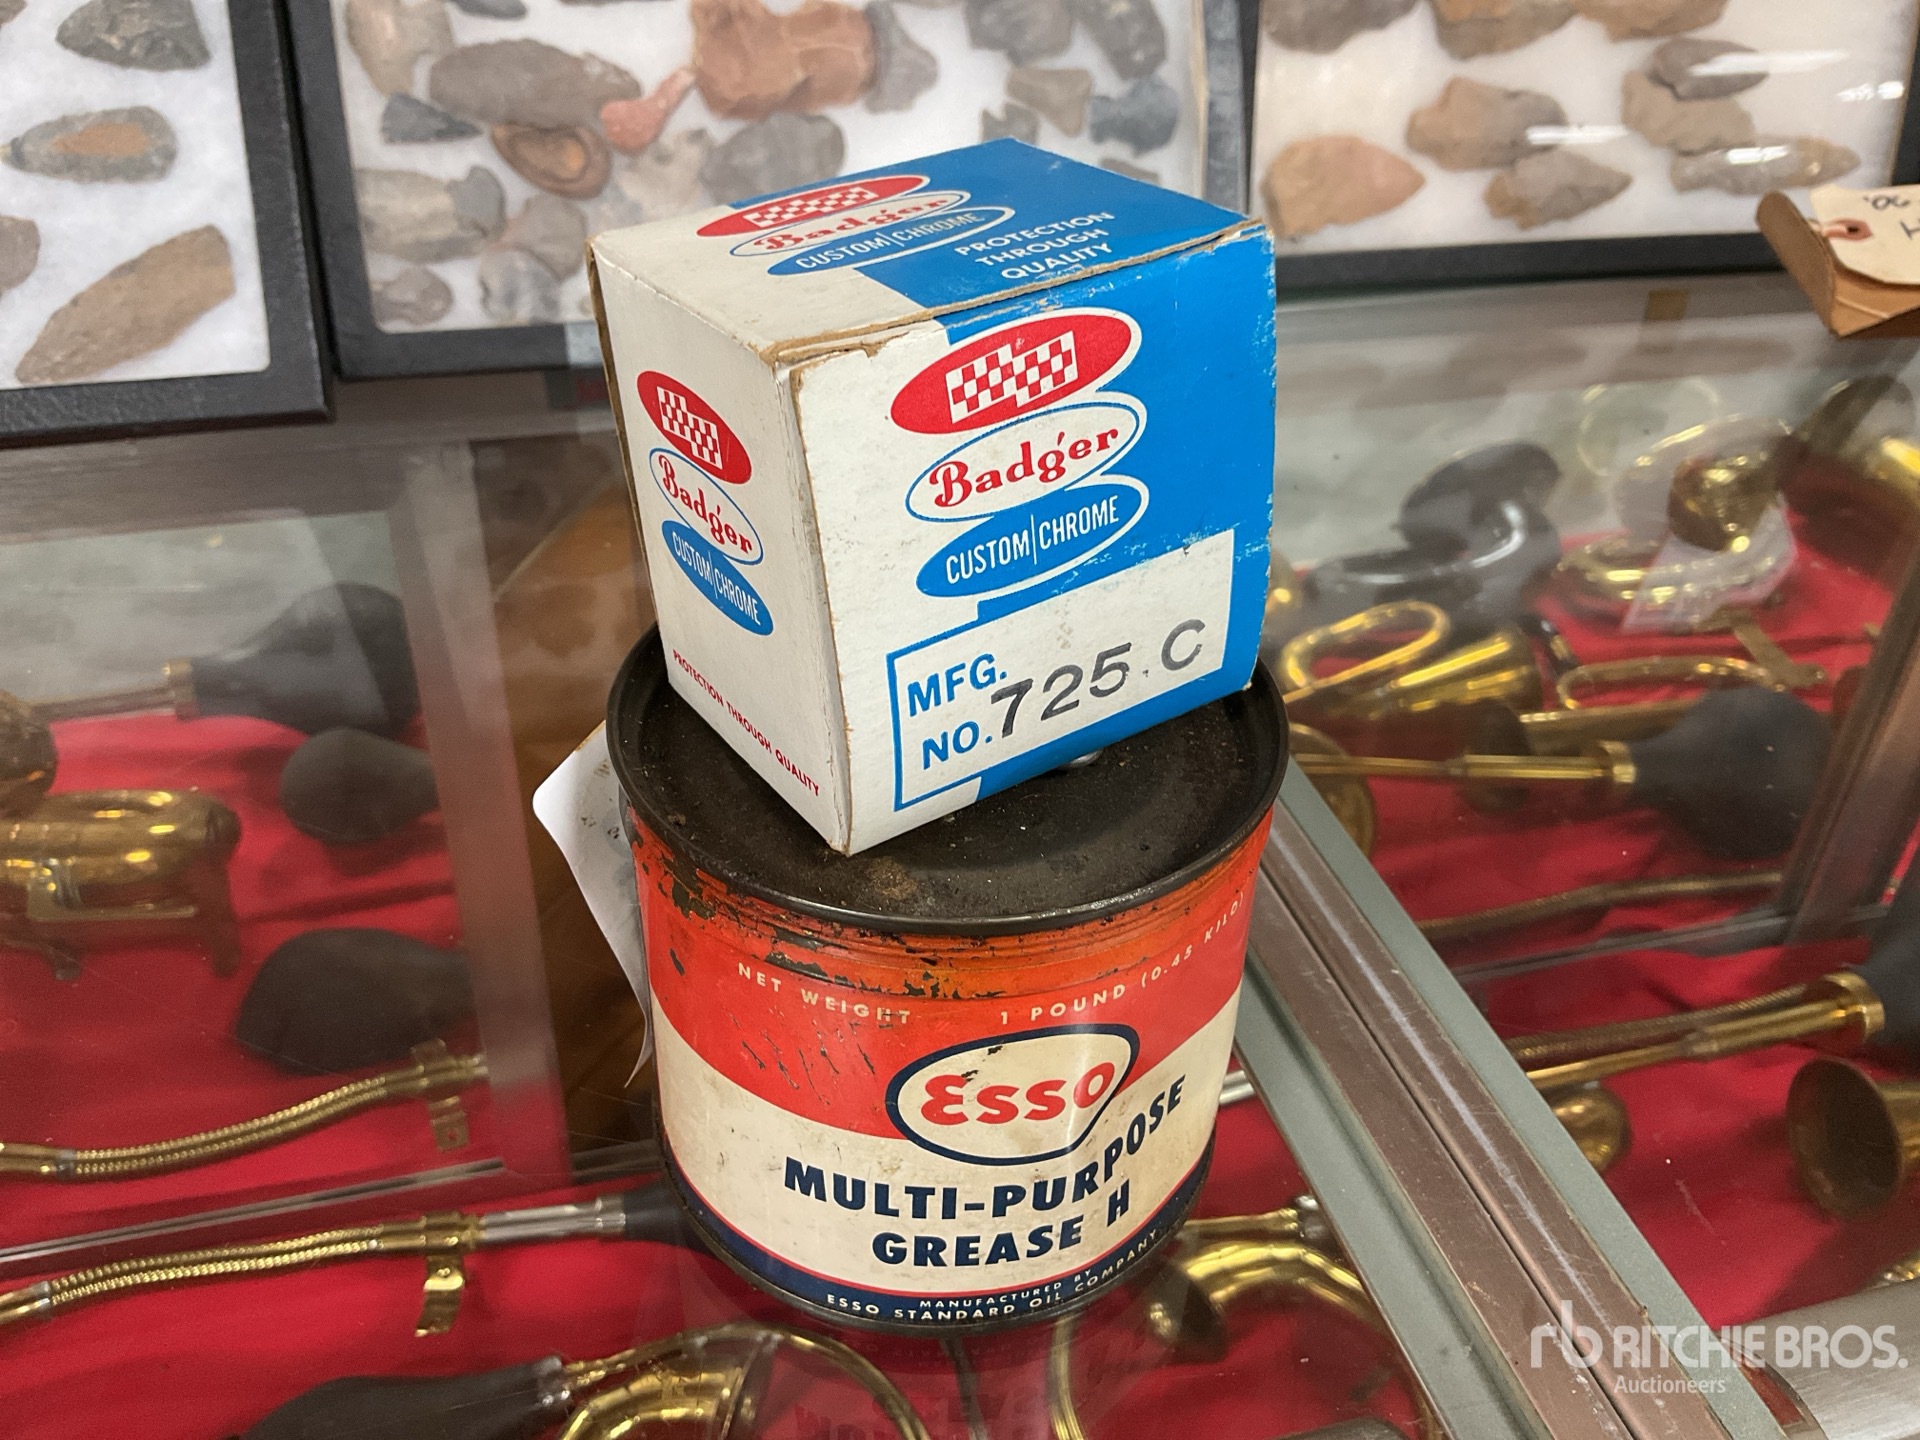 Badger
CUSTOM|CHROME
PROTECTION
THROUGH
QUALITY
Badger
CUSTOM|CHROME
MFG.
NO. 725.C
Badger
CUSTOM|CHROME
PROTECTION THROUGH QUALITY
NET WEIGHT 1 POUND (0.45 KILO)
Esso
MULTI-PURPOSE
GREASE H
MANUFACTURED BY
ESSO STANDARD OIL COMPANY
rb RITCHIE BROS.
Auctioneers